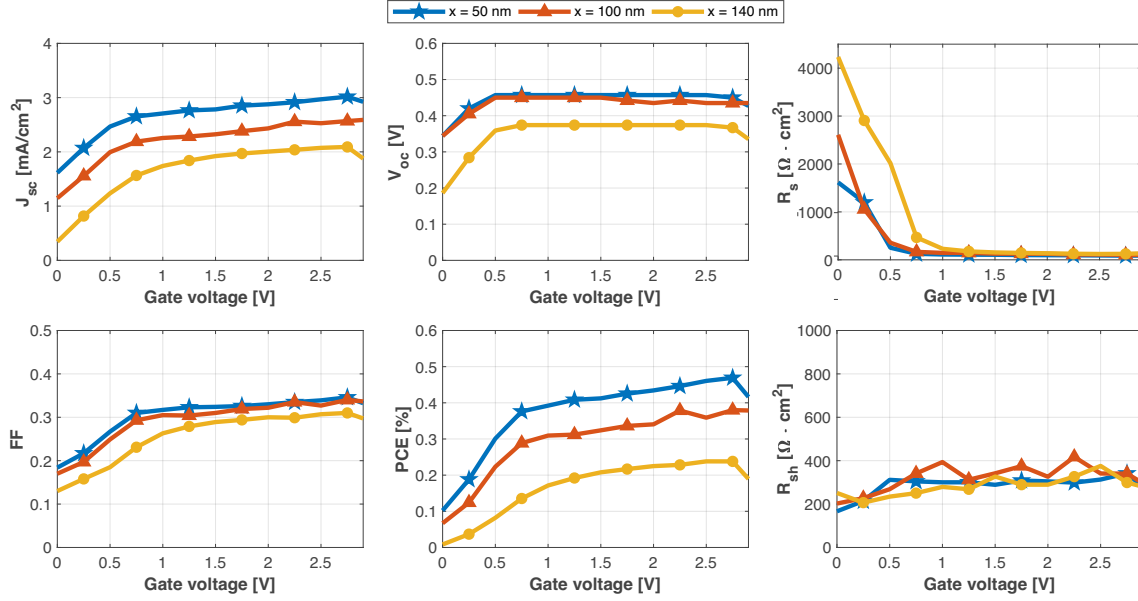 x = 50 nm x = 100 nm x = 140 nm
4
3
2
1
0
J_sc [mA/cm^2]
0 0.5 1 1.5 2 2.5
Gate voltage [V]
0.6
0.5
0.4
0.3
0.2
0.1
0
V_oc [V]
0 0.5 1 1.5 2 2.5
Gate voltage [V]
4000
3000
2000
1000
0
R_s [Ω · cm^2]
0 0.5 1 1.5 2 2.5
Gate voltage [V]
0.5
0.4
0.3
0.2
0.1
0
FF
0 0.5 1 1.5 2 2.5
Gate voltage [V]
0.6
0.5
0.4
0.3
0.2
0.1
0
PCE [%]
0 0.5 1 1.5 2 2.5
Gate voltage [V]
1000
800
600
400
200
0
R_sh [Ω · cm^2]
0 0.5 1 1.5 2 2.5
Gate voltage [V]